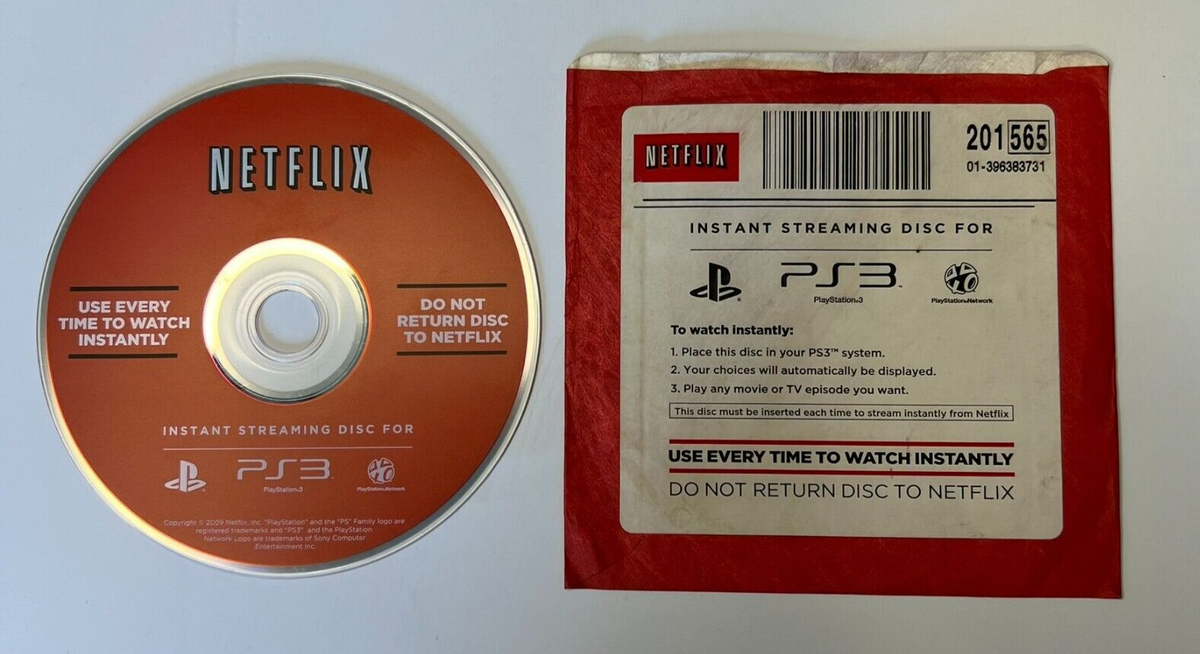 NETFLIX
USE EVERY
TIME TO WATCH
INSTANTLY
DO NOT
RETURN DISC
TO NETFLIX
INSTANT STREAMING DISC FOR
PS3™
PlayStation®3
PlayStation®Network
Copyright © 2009 Netflix, Inc. "PlayStation" and the "PS" Family logo are
registered trademarks and "PS3" and the PlayStation
Network Logo are trademarks of Sony Computer
Entertainment Inc.
NETFLIX
201 565
01-396383731
INSTANT STREAMING DISC FOR
PS3™
PlayStation®3
PlayStation®Network
To watch instantly:
1. Place this disc in your PS3™ system.
2. Your choices will automatically be displayed.
3. Play any movie or TV episode you want.
This disc must be inserted each time to stream instantly from Netflix
USE EVERY TIME TO WATCH INSTANTLY
DO NOT RETURN DISC TO NETFLIX